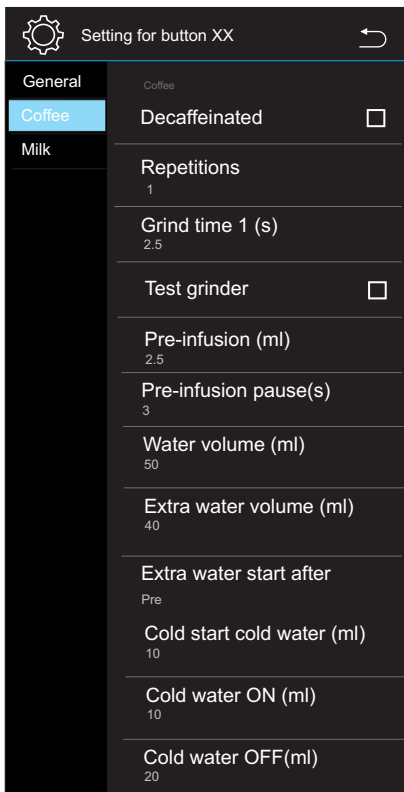 Setting for button XX
General
Coffee
Milk
Coffee
Decaffeinated
Repetitions
1
Grind time 1 (s)
2.5
Test grinder
Pre-infusion (ml)
2.5
Pre-infusion pause(s)
3
Water volume (ml)
50
Extra water volume (ml)
40
Extra water start after
Pre
Cold start cold water (ml)
10
Cold water ON (ml)
10
Cold water OFF(ml)
20